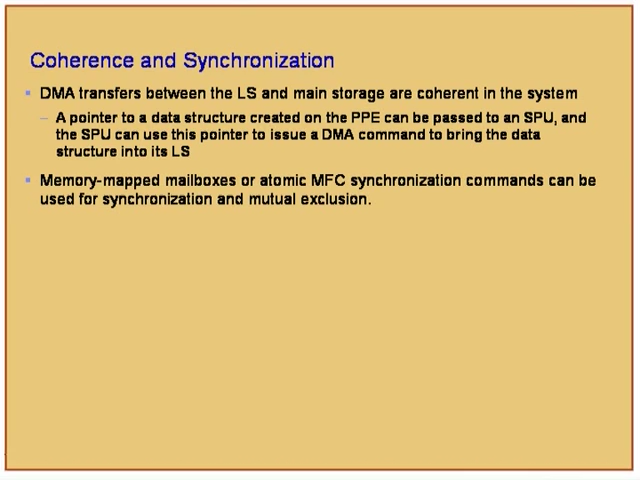 Coherence and Synchronization
▪ DMA transfers between the LS and main storage are coherent in the system
– A pointer to a data structure created on the PPE can be passed to an SPU, and
the SPU can use this pointer to issue a DMA command to bring the data
structure into its LS
▪ Memory-mapped mailboxes or atomic MFC synchronization commands can be
used for synchronization and mutual exclusion.